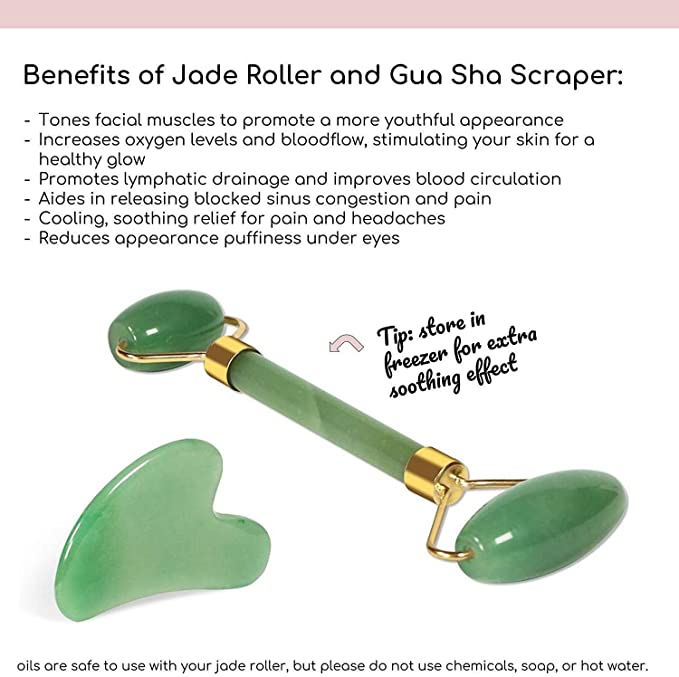 Benefits of Jade Roller and Gua Sha Scraper:
- Tones facial muscles to promote a more youthful appearance
- Increases oxygen levels and bloodflow, stimulating your skin for a
healthy glow
- Promotes lymphatic drainage and improves blood circulation
- Aides in releasing blocked sinus congestion and pain
- Cooling, soothing relief for pain and headaches
- Reduces appearance puffiness under eyes
Tip: store in
freezer for extra
soothing effect
oils are safe to use with your jade roller, but please do not use chemicals, soap, or hot water.